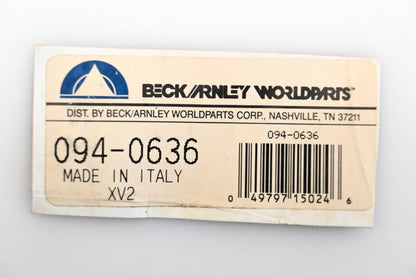 BECK/ARNLEY WORLDPARTS™
DIST. BY BECK/ARNLEY WORLDPARTS CORP., NASHVILLE, TN 37211
094-0636
094-0636
MADE IN ITALY
XV2
0 49797 15024 6